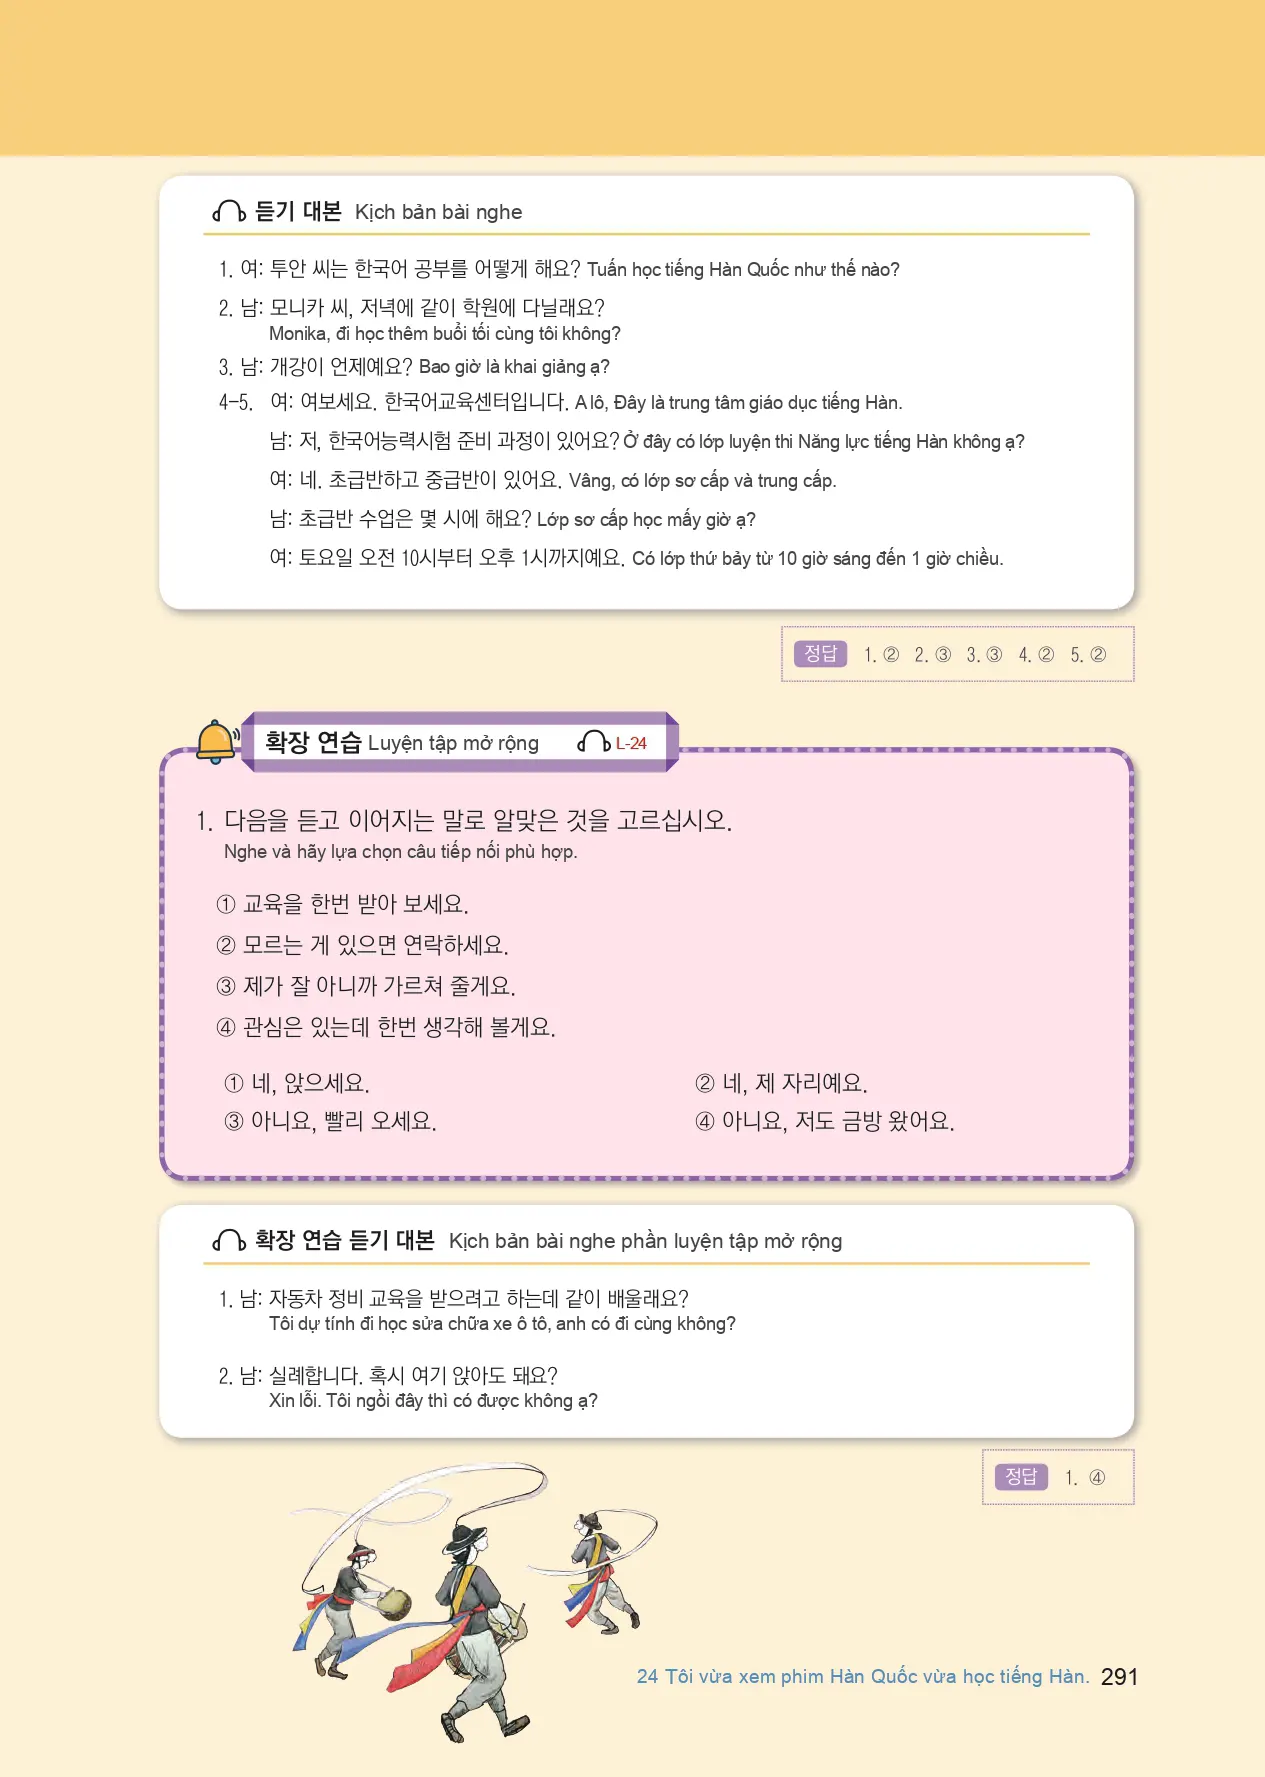 듣기 대본 Kịch bản bài nghe
1. 여: 투안 씨는 한국어 공부를 어떻게 해요? Tuấn học tiếng Hàn Quốc như thế nào?
2. 남: 모니카 씨, 저녁에 같이 학원에 다닐래요?
Monika, đi học thêm buổi tối cùng tôi không?
3. 남: 개강이 언제예요? Bao giờ là khai giảng ạ?
4-5. 여: 여보세요. 한국어교육센터입니다. A lô, Đây là trung tâm giáo dục tiếng Hàn.
남: 저, 한국어능력시험 준비 과정이 있어요? Ở đây có lớp luyện thi Năng lực tiếng Hàn không ạ?
여: 네. 초급반하고 중급반이 있어요. Vâng, có lớp sơ cấp và trung cấp.
남: 초급반 수업은 몇 시에 해요? Lớp sơ cấp học mấy giờ ạ?
여: 토요일 오전 10시부터 오후 1시까지예요. Có lớp thứ bảy từ 10 giờ sáng đến 1 giờ chiều.
정답 1. ② 2. ③ 3. ③ 4. ② 5. ②
확장 연습 Luyện tập mở rộng L-24
1. 다음을 듣고 이어지는 말로 알맞은 것을 고르십시오.
Nghe và hãy lựa chọn câu tiếp nối phù hợp.
① 교육을 한번 받아 보세요.
② 모르는 게 있으면 연락하세요.
③ 제가 잘 아니까 가르쳐 줄게요.
④ 관심은 있는데 한번 생각해 볼게요.
① 네, 앉으세요. ② 네, 제 자리예요.
③ 아니요, 빨리 오세요. ④ 아니요, 저도 금방 왔어요.
확장 연습 듣기 대본 Kịch bản bài nghe phần luyện tập mở rộng
1. 남: 자동차 정비 교육을 받으려고 하는데 같이 배울래요?
Tôi dự tính đi học sửa chữa xe ô tô, anh có đi cùng không?
2. 남: 실례합니다. 혹시 여기 앉아도 돼요?
Xin lỗi. Tôi ngồi đây thì có được không ạ?
정답 1. ④
24 Tôi vừa xem phim Hàn Quốc vừa học tiếng Hàn. 291